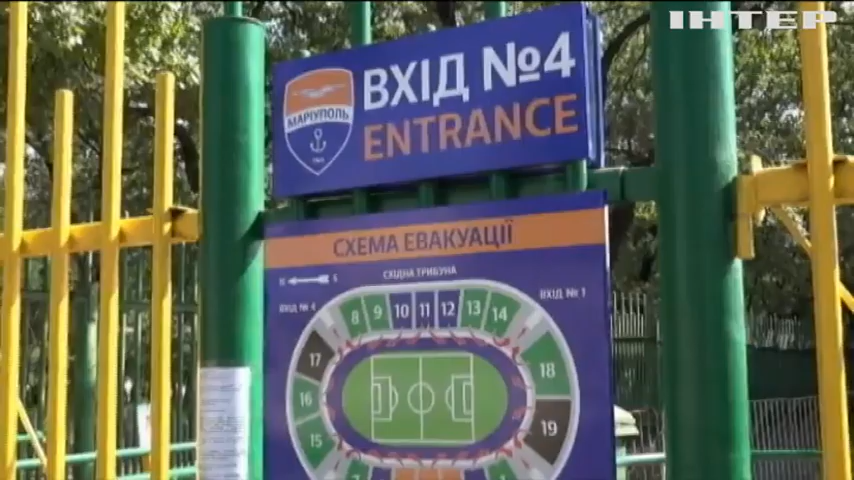 ІНТЕР
ВХІД №4
МАРІУПОЛЬ
ENTRANCE
СХЕМА ЕВАКУАЦІЇ
СХІДНА ТРИБУНА
ВХІД № 4
ВХІД № 1
8 9 10 11 12 13 14
17
18
16
19
15